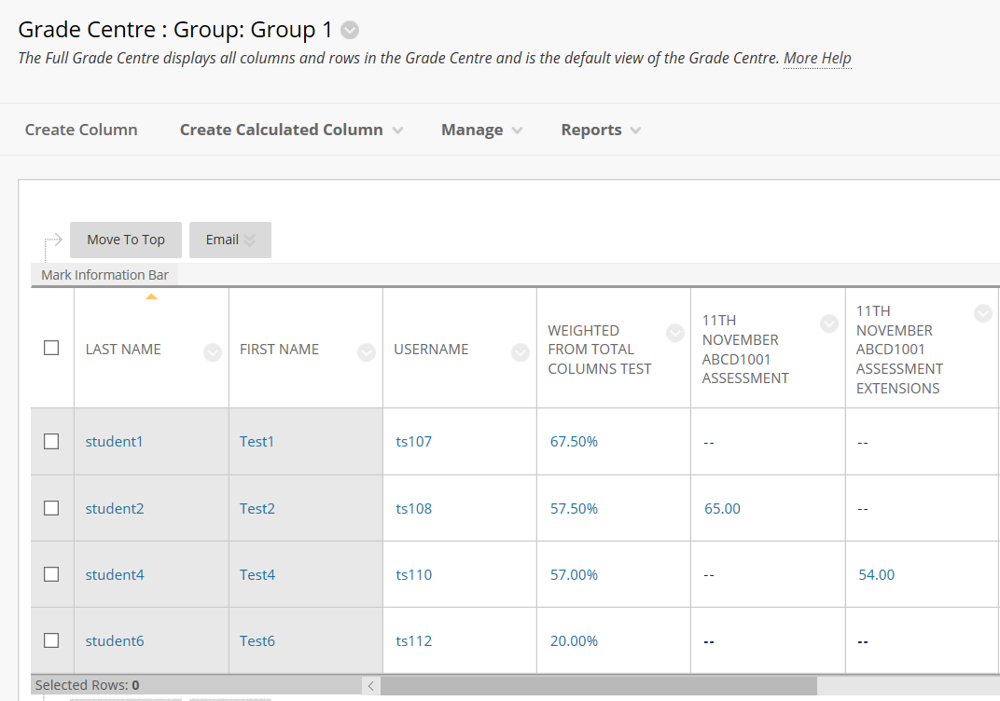 Grade Centre : Group: Group 1
The Full Grade Centre displays all columns and rows in the Grade Centre and is the default view of the Grade Centre. More Help
Create Column Create Calculated Column Manage Reports
Move To Top Email
Mark Information Bar
LAST NAME FIRST NAME USERNAME
WEIGHTED
FROM TOTAL
COLUMNS TEST
11TH
NOVEMBER
ABCD1001
ASSESSMENT
11TH
NOVEMBER
ABCD1001
ASSESSMENT
EXTENSIONS
student1 Test1 ts107 67.50% -- --
student2 Test2 ts108 57.50% 65.00 --
student4 Test4 ts110 57.00% -- 54.00
student6 Test6 ts112 20.00% -- --
Selected Rows: 0